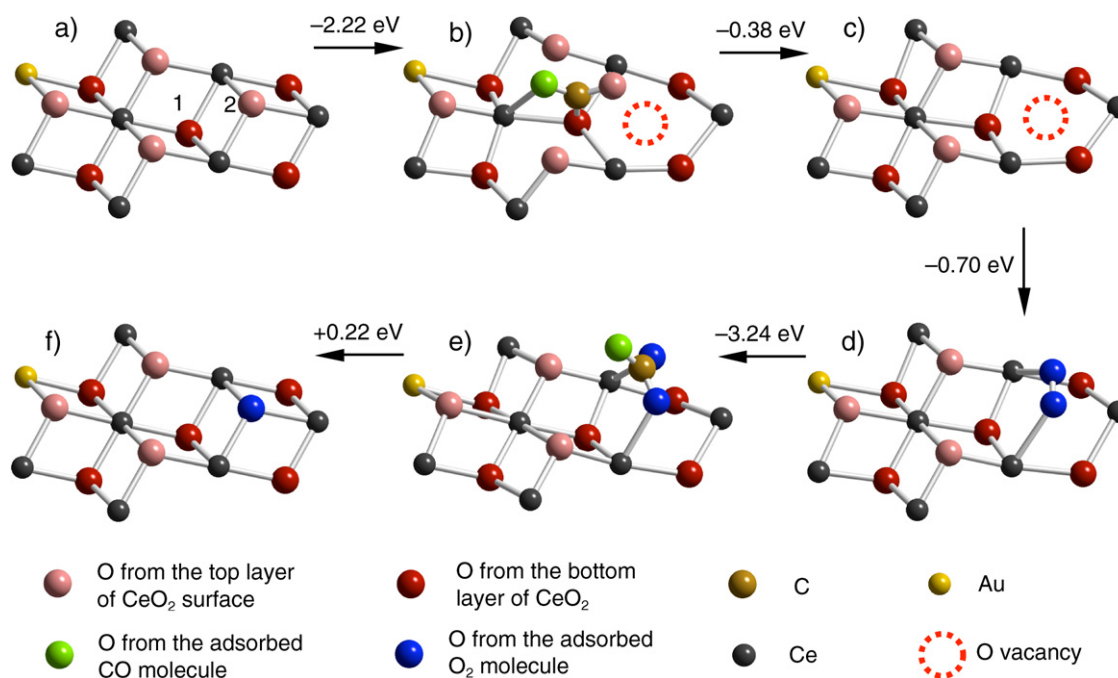 a)
–2.22 eV
b)
–0.38 eV
c)
1
2
–0.70 eV
f)
+0.22 eV
e)
–3.24 eV
d)
O from the top layer
of CeO₂ surface
O from the bottom
layer of CeO₂
C
Au
O from the adsorbed
CO molecule
O from the adsorbed
O₂ molecule
Ce
O vacancy